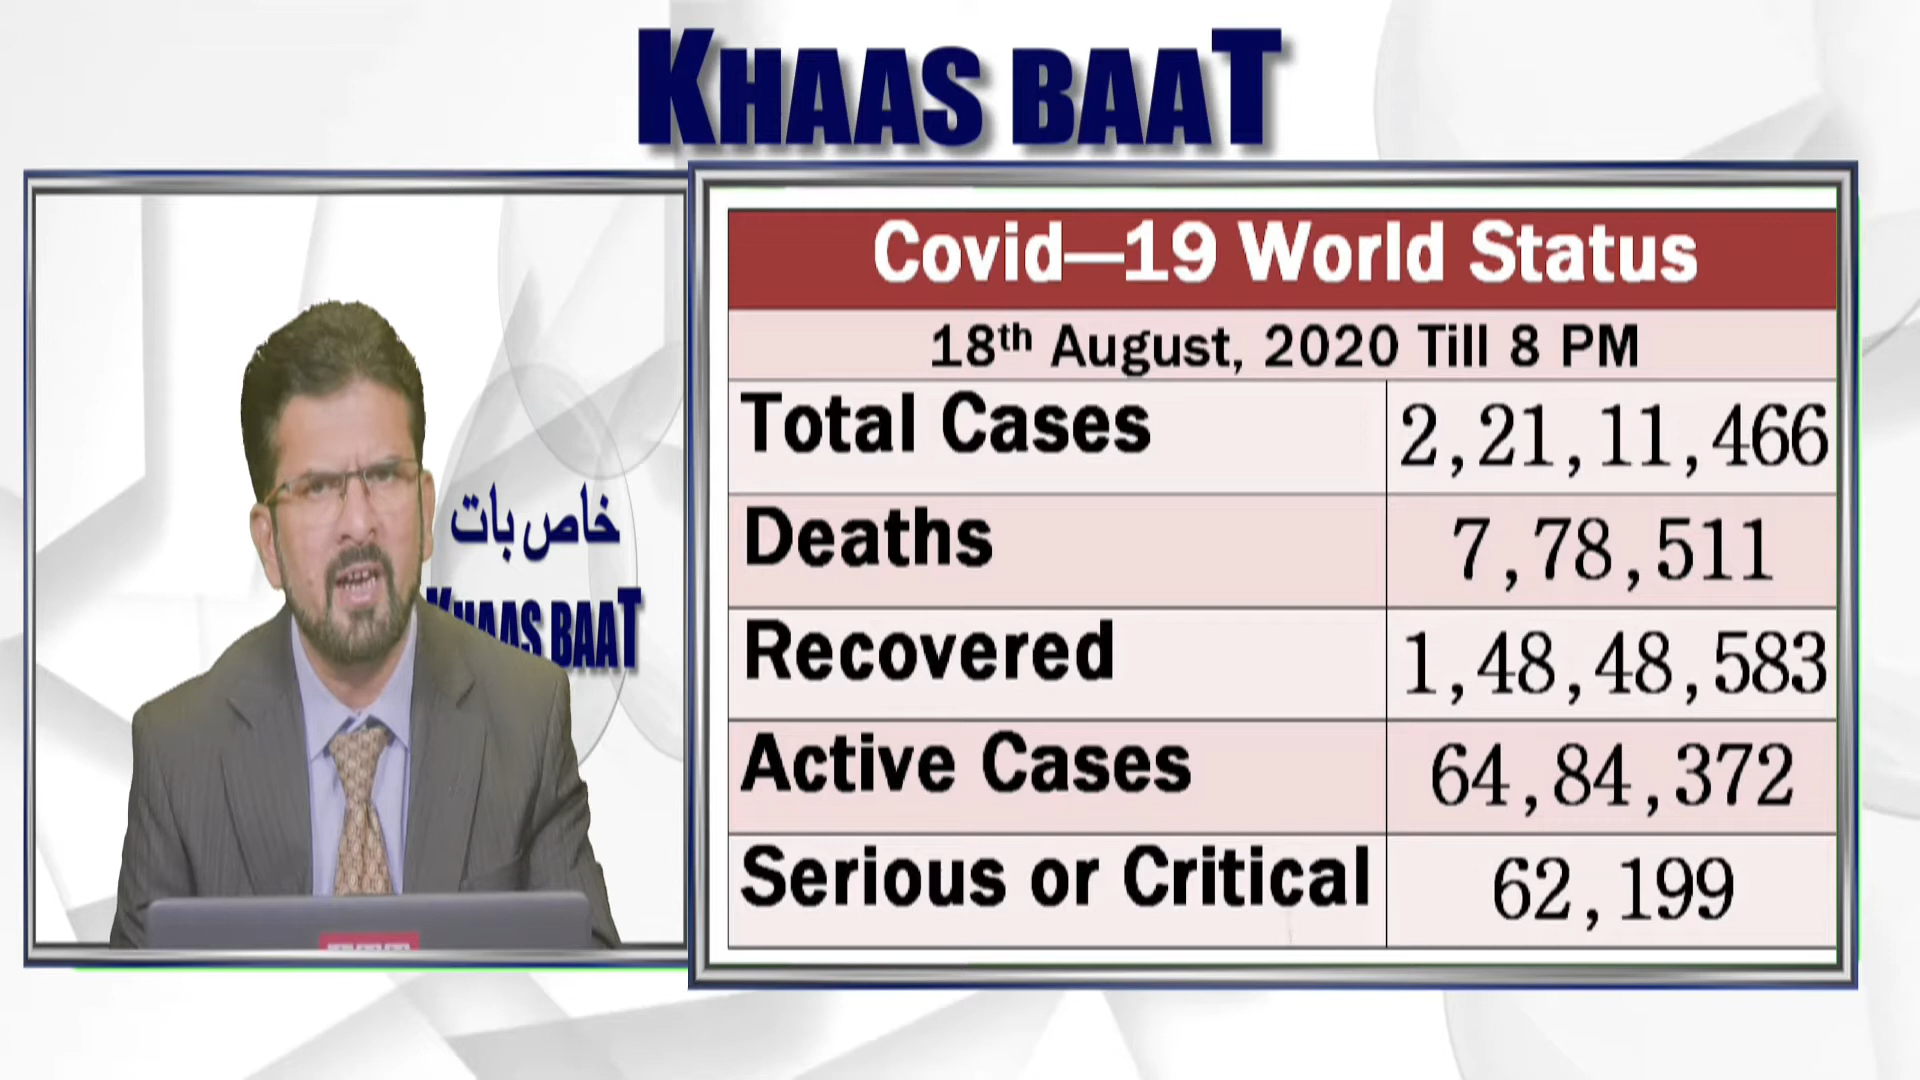 KHAAS BAAT
خاص بات
KHAAS BAAT
Covid—19 World Status
18th August, 2020 Till 8 PM
Total Cases 2,21,11,466
Deaths 7,78,511
Recovered 1,48,48,583
Active Cases 64,84,372
Serious or Critical 62,199